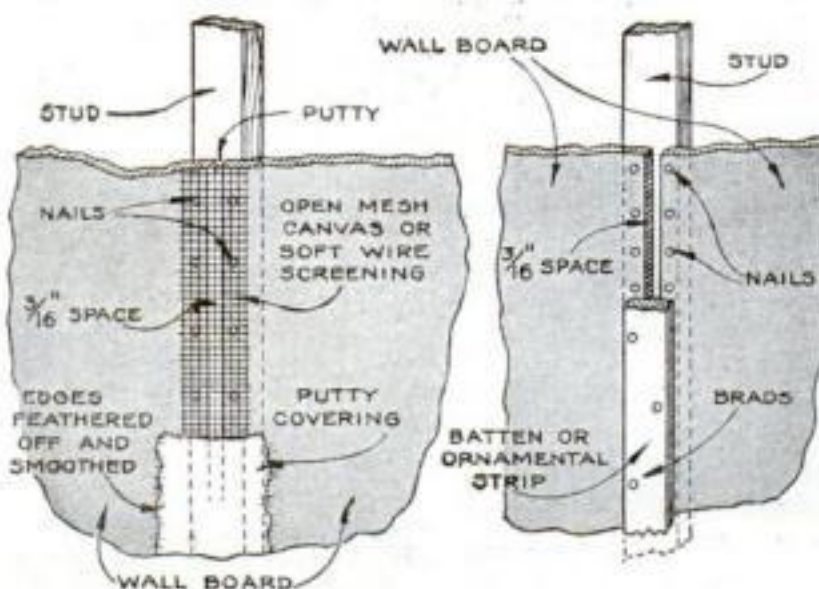 STUD
PUTTY
NAILS
OPEN MESH
CANVAS OR
SOFT WIRE
SCREENING
3/16" SPACE
EDGES
FEATHERED
OFF AND
SMOOTHED
PUTTY
COVERING
WALL BOARD
WALL BOARD
STUD
3/16" SPACE
NAILS
BRADS
BATTEN OR
ORNAMENTAL
STRIP